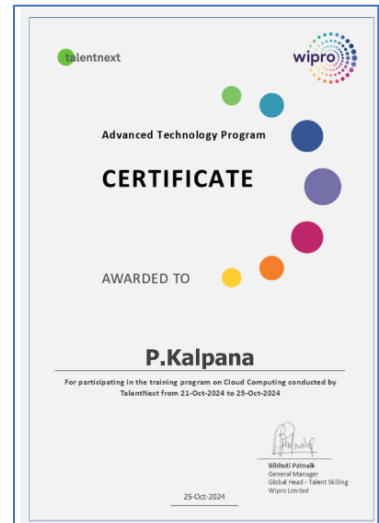 talentnext
wipro
Advanced Technology Program
CERTIFICATE
AWARDED TO
P.Kalpana
For participating in the training program on Cloud Computing conducted by
TalentNext from 21-Oct-2024 to 25-Oct-2024
Bibhuti Patnaik
General Manager
Global Head - Talent Skilling
Wipro Limited
25-Oct-2024